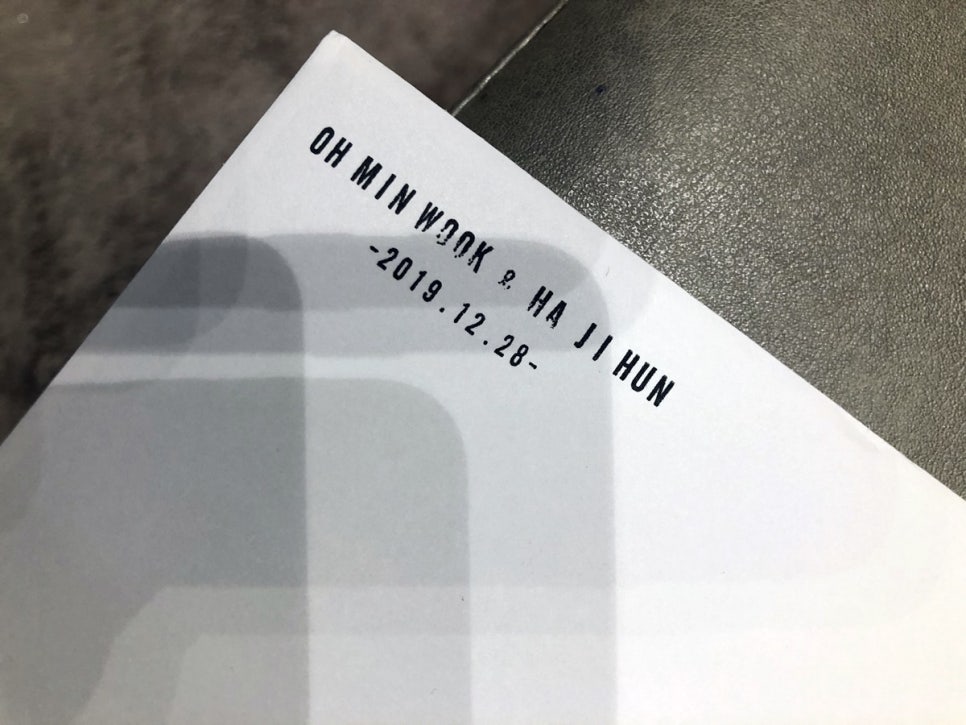 OH MIN WOOK & HA JI HUN
-2019.12.28-